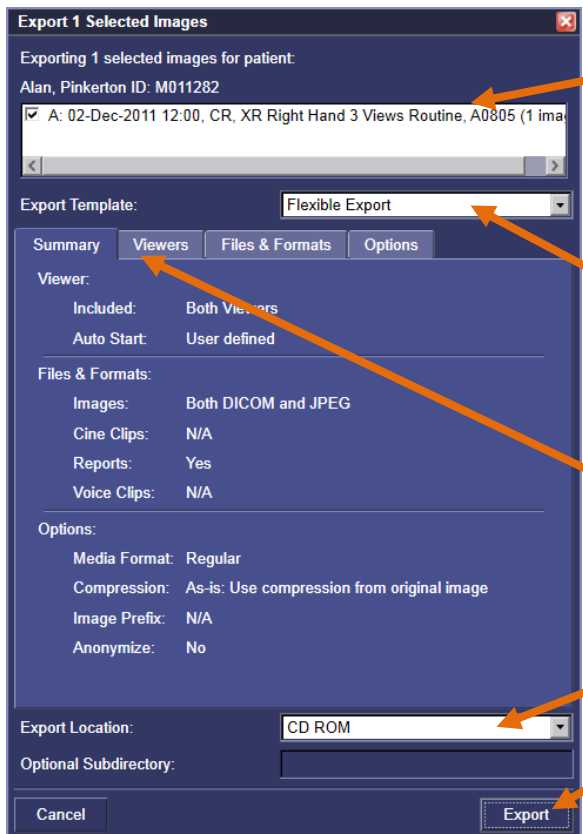 Export 1 Selected Images
Exporting 1 selected images for patient:
Alan, Pinkerton ID: M011282
A: 02-Dec-2011 12:00, CR, XR Right Hand 3 Views Routine, A0805 (1 ima
Export Template: Flexible Export
Summary Viewers Files & Formats Options
Viewer:
Included: Both Viewers
Auto Start: User defined
Files & Formats:
Images: Both DICOM and JPEG
Cine Clips: N/A
Reports: Yes
Voice Clips: N/A
Options:
Media Format: Regular
Compression: As-is: Use compression from original image
Image Prefix: N/A
Anonymize: No
Export Location: CD ROM
Optional Subdirectory:
Cancel Export